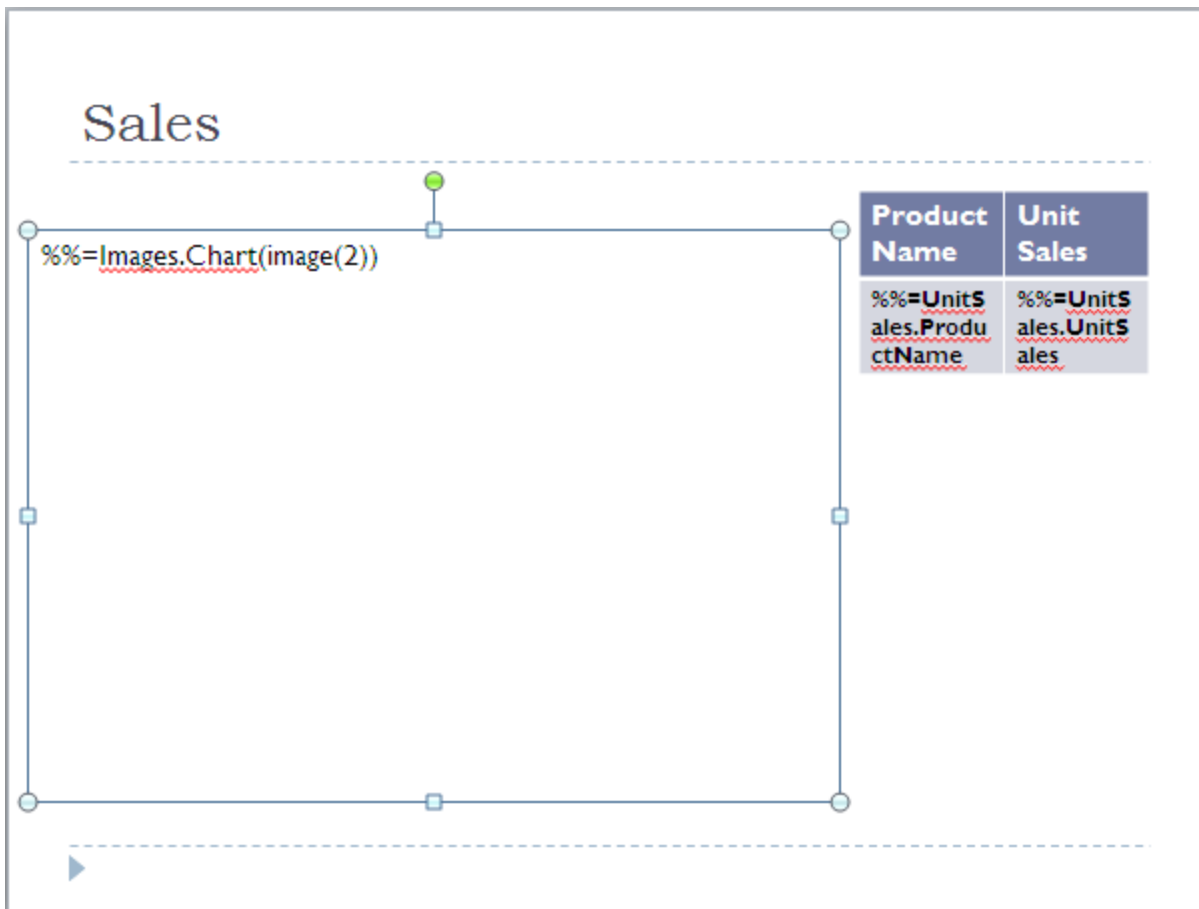 Sales
%%=Images.Chart(image(2))
Product
Name
Unit
Sales
%%=UnitS
ales.Produ
ctName
%%=UnitS
ales.UnitS
ales